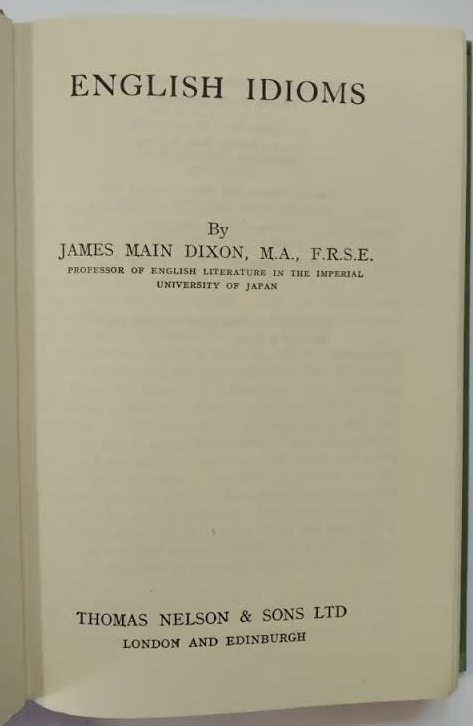 ENGLISH IDIOMS
By
JAMES MAIN DIXON, M.A., F.R.S.E.
PROFESSOR OF ENGLISH LITERATURE IN THE IMPERIAL
UNIVERSITY OF JAPAN
THOMAS NELSON & SONS LTD
LONDON AND EDINBURGH